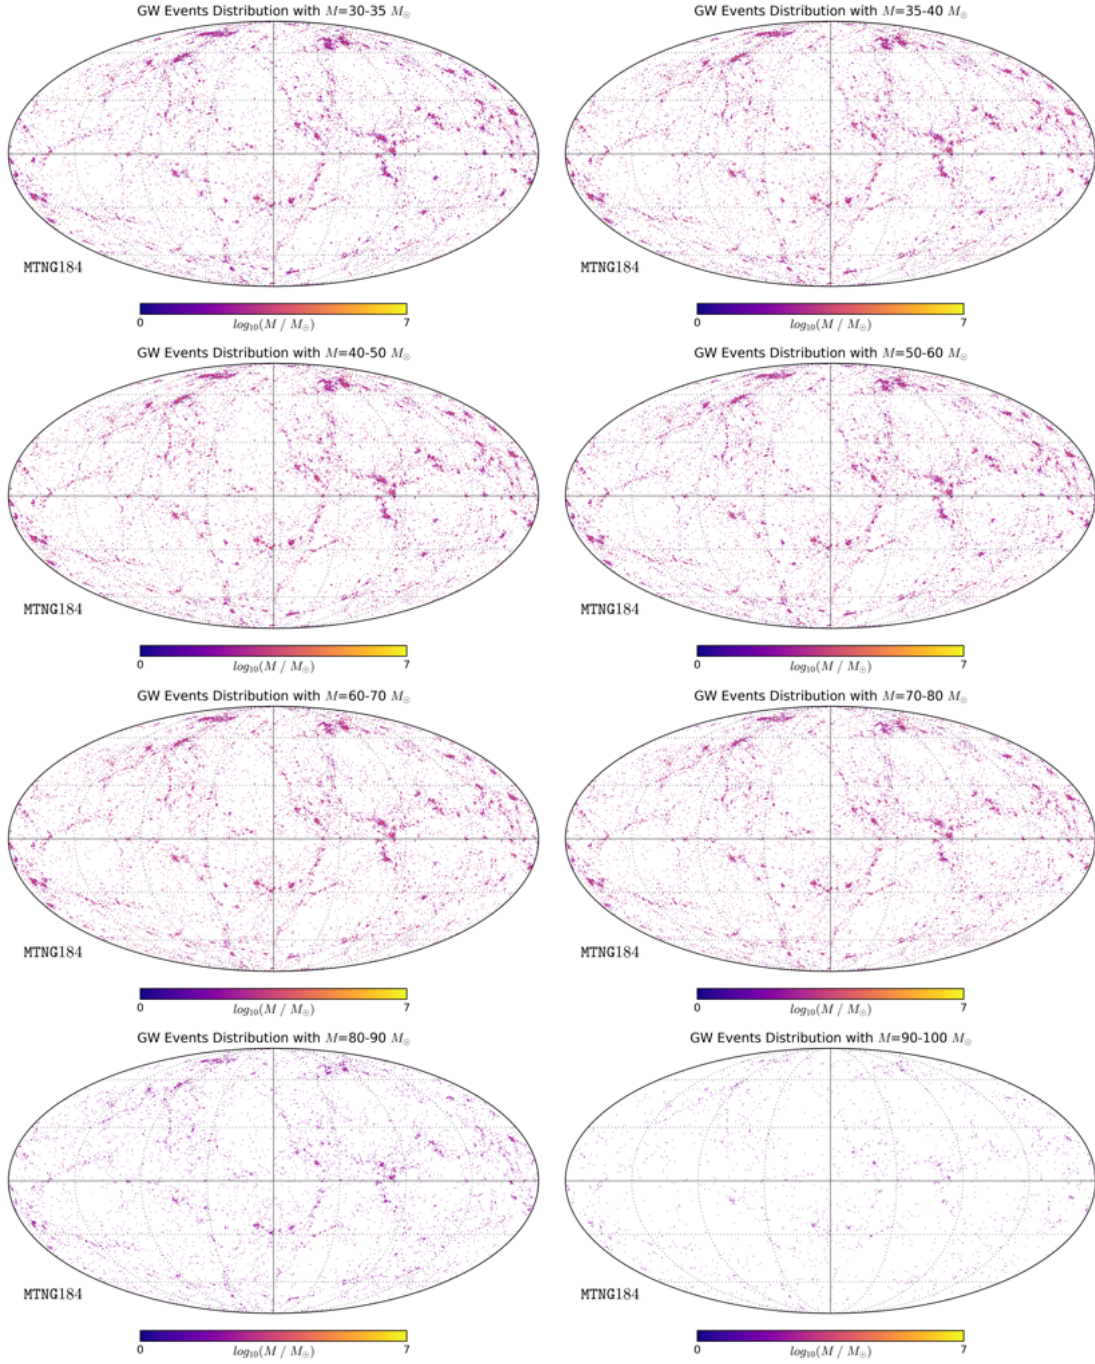 GW Events Distribution with M=30-35 M☉
GW Events Distribution with M=35-40 M☉
MTNG184
MTNG184
0 7
0 7
log₁₀(M / M☉)
log₁₀(M / M☉)
GW Events Distribution with M=40-50 M☉
GW Events Distribution with M=50-60 M☉
MTNG184
MTNG184
0 7
0 7
log₁₀(M / M☉)
log₁₀(M / M☉)
GW Events Distribution with M=60-70 M☉
GW Events Distribution with M=70-80 M☉
MTNG184
MTNG184
0 7
0 7
log₁₀(M / M☉)
log₁₀(M / M☉)
GW Events Distribution with M=80-90 M☉
GW Events Distribution with M=90-100 M☉
MTNG184
MTNG184
0 7
0 7
log₁₀(M / M☉)
log₁₀(M / M☉)